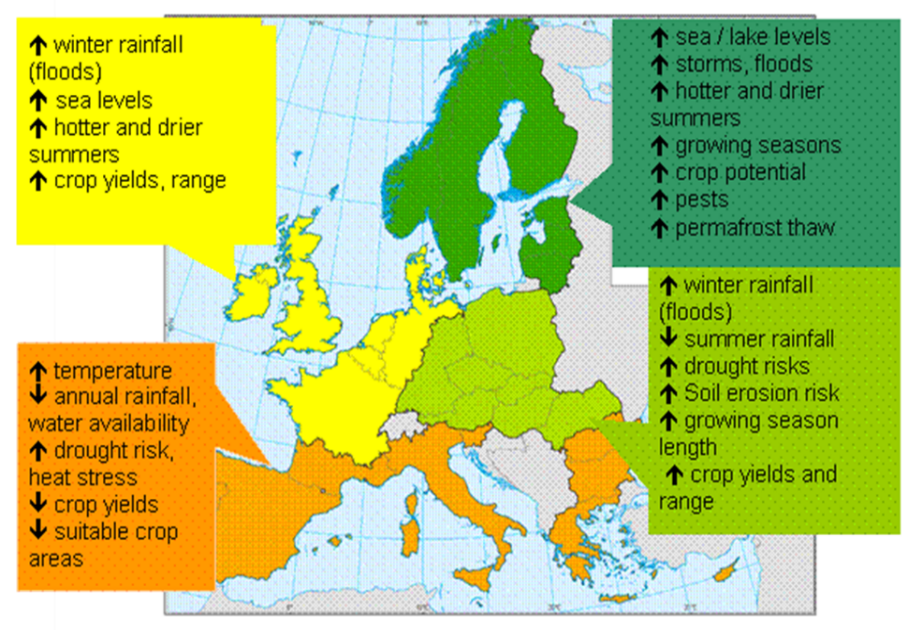 ↑ winter rainfall
(floods)
↑ sea levels
↑ hotter and drier
summers
↑ crop yields, range
↑ sea / lake levels
↑ storms, floods
↑ hotter and drier
summers
↑ growing seasons
↑ crop potential
↑ pests
↑ permafrost thaw
↑ temperature
↓ annual rainfall,
water availability
↑ drought risk,
heat stress
↓ crop yields
↓ suitable crop
areas
↑ winter rainfall
(floods)
↓ summer rainfall
↑ drought risks
↑ Soil erosion risk
↑ growing season
length
↑ crop yields and
range